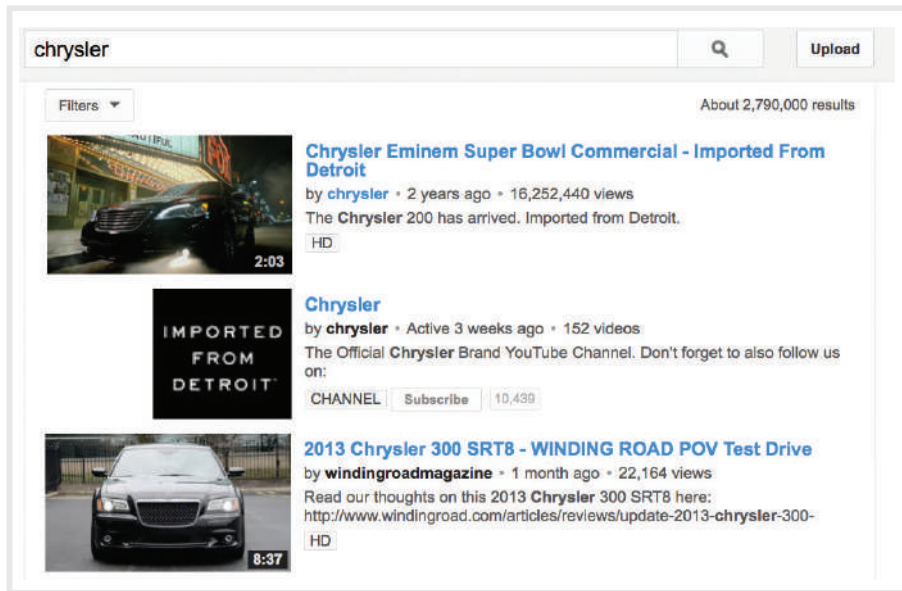 chrysler
Upload
Filters
About 2,790,000 results
FOX
2:03
Chrysler Eminem Super Bowl Commercial - Imported From
Detroit
by chrysler • 2 years ago • 16,252,440 views
The Chrysler 200 has arrived. Imported from Detroit.
HD
IMPORTED
FROM
DETROIT
Chrysler
by chrysler • Active 3 weeks ago • 152 videos
The Official Chrysler Brand YouTube Channel. Don't forget to also follow us
on:
CHANNEL Subscribe 10,439
8:37
2013 Chrysler 300 SRT8 - WINDING ROAD POV Test Drive
by windingroadmagazine • 1 month ago • 22,164 views
Read our thoughts on this 2013 Chrysler 300 SRT8 here:
http://www.windingroad.com/articles/reviews/update-2013-chrysler-300-
HD